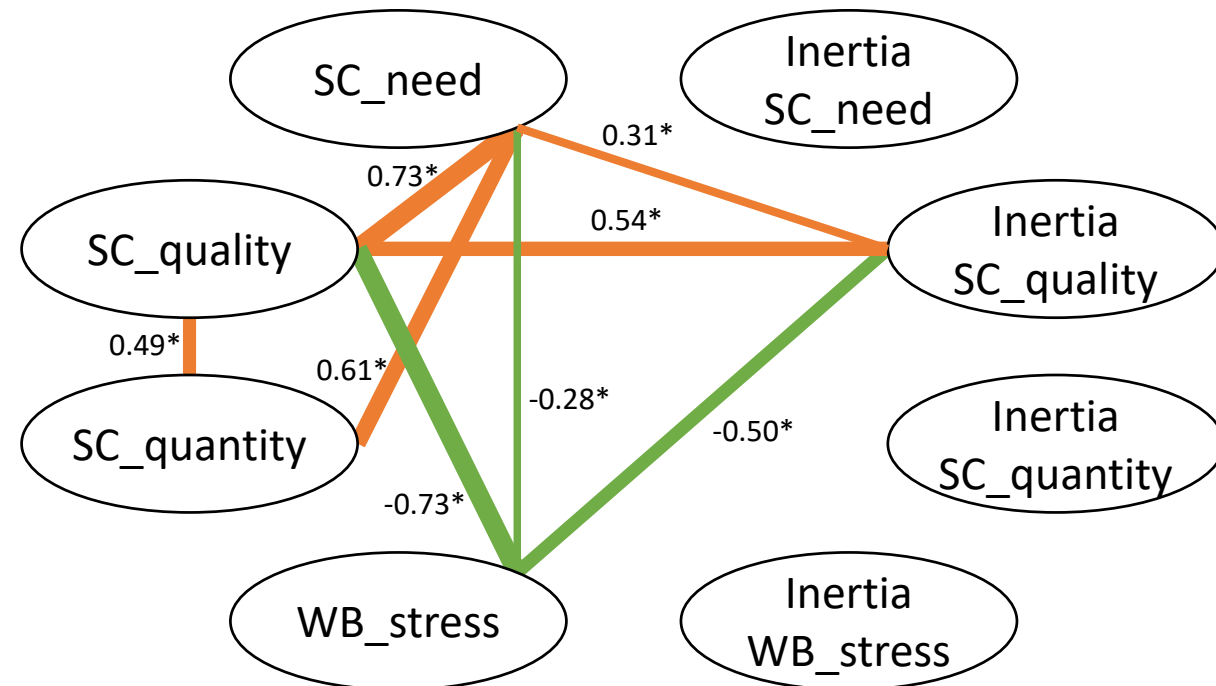 SC_need
Inertia
SC_need
0.31*
0.73*
SC_quality
0.54*
Inertia
SC_quality
0.49*
0.61*
-0.28*
SC_quantity
-0.50*
Inertia
SC_quantity
-0.73*
WB_stress
Inertia
WB_stress